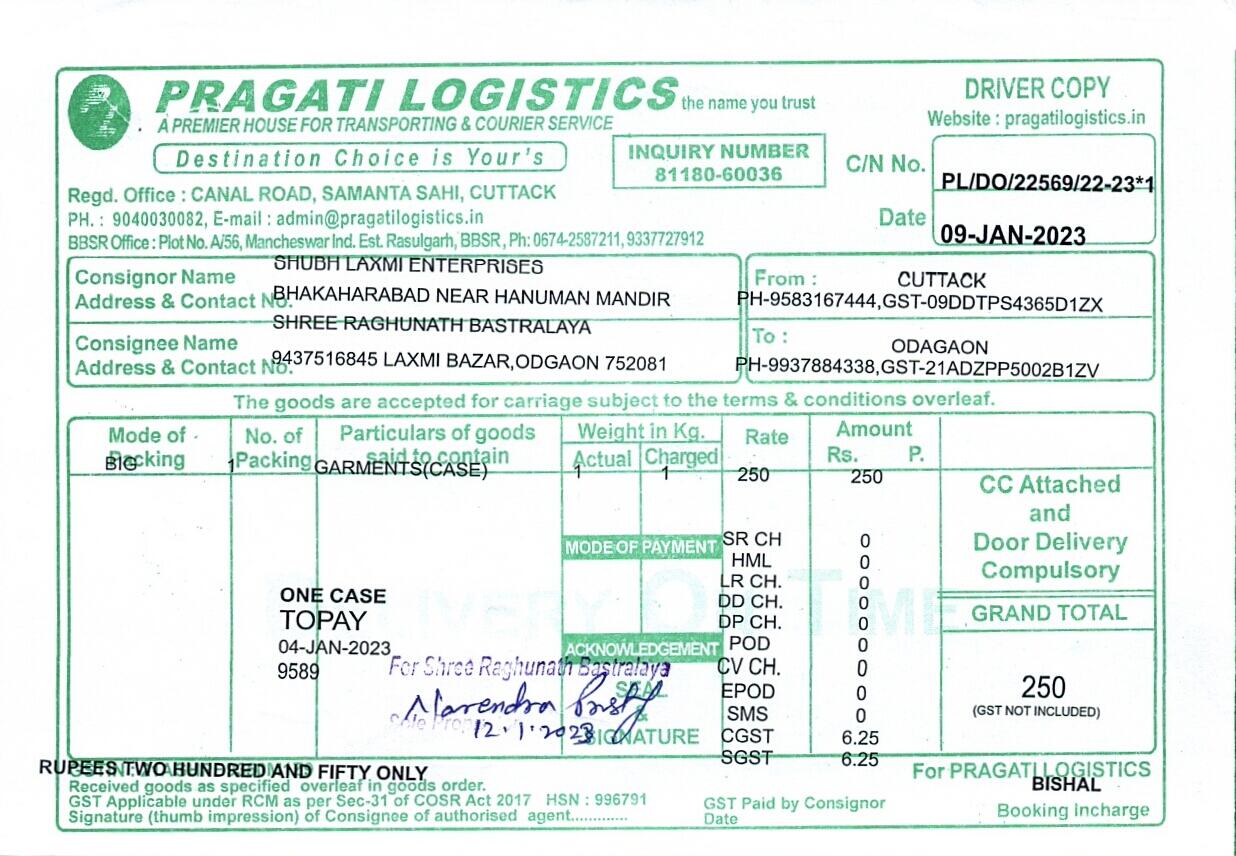 PRAGATI LOGISTICS the name you trust
A PREMIER HOUSE FOR TRANSPORTING & COURIER SERVICE
Destination Choice is Your's
INQUIRY NUMBER
81180-60036
DRIVER COPY
Website : pragatilogistics.in
C/N No. PL/DO/22569/22-23*1
Date 09-JAN-2023
Regd. Office : CANAL ROAD, SAMANTA SAHI, CUTTACK
PH. : 9040030082, E-mail : admin@pragatilogistics.in
BBSR Office : Plot No. A/56, Mancheswar Ind. Est. Rasulgarh, BBSR, Ph: 0674-2587211, 9337727912
Consignor Name SHUBH LAXMI ENTERPRISES
Address & Contact No. BHAKAHARABAD NEAR HANUMAN MANDIR
From : CUTTACK
PH-9583167444,GST-09DDTPS4365D1ZX
Consignee Name SHREE RAGHUNATH BASTRALAYA
Address & Contact No. 9437516845 LAXMI BAZAR,ODGAON 752081
To : ODAGAON
PH-9937884338,GST-21ADZPP5002B1ZV
The goods are accepted for carriage subject to the terms & conditions overleaf.
Mode of Packing No. of Packing Particulars of goods said to contain Weight in Kg. Actual Charged Rate Amount Rs. P.
BIG 1 GARMENTS(CASE) 1 1 250 250
CC Attached
and
Door Delivery
Compulsory
MODE OF PAYMENT
SR CH 0
HML 0
LR CH. 0
DD CH. 0
DP CH. 0
POD 0
CV CH. 0
EPOD 0
SMS 0
CGST 6.25
SGST 6.25
DELIVERY ON TIME
GRAND TOTAL
250
(GST NOT INCLUDED)
ONE CASE
TOPAY
04-JAN-2023
9589
ACKNOWLEDGEMENT
SEAL
&
SIGNATURE
For Shree Raghunath Bastralaya
Narendra
12.1.2023
Sole
RUPEES TWO HUNDRED AND FIFTY ONLY
Received goods as specified overleaf in goods order.
GST Applicable under RCM as per Sec-31 of COSR Act 2017 HSN : 996791
Signature (thumb impression) of Consignee of authorised agent.............
GST Paid by Consignor
Date
For PRAGATI LOGISTICS
BISHAL
Booking Incharge